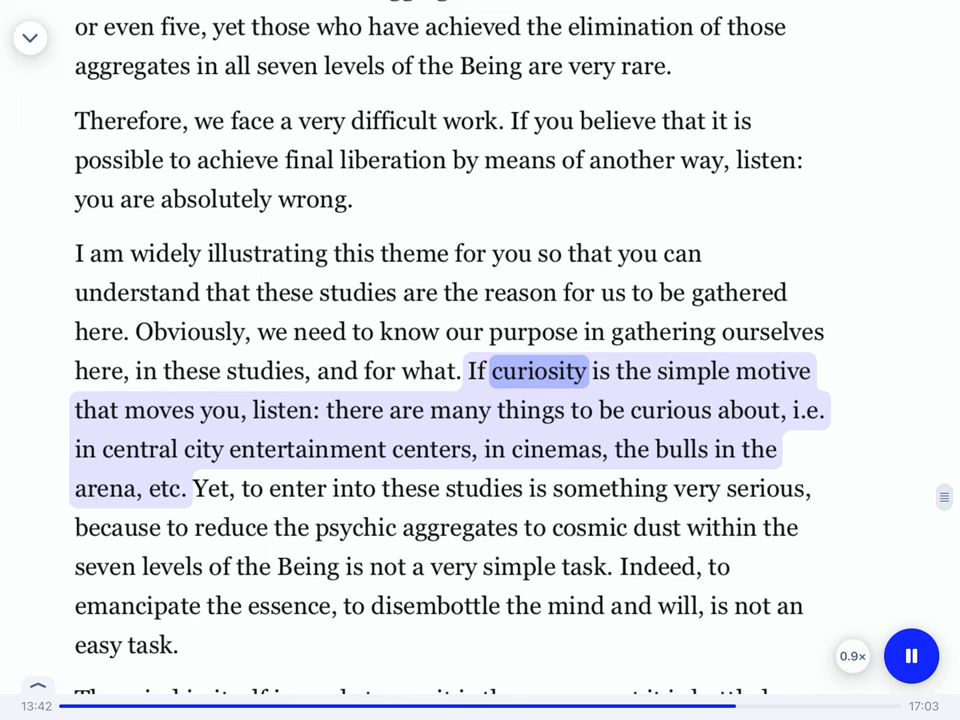 or even five, yet those who have achieved the elimination of those
aggregates in all seven levels of the Being are very rare.
Therefore, we face a very difficult work. If you believe that it is
possible to achieve final liberation by means of another way, listen:
you are absolutely wrong.
I am widely illustrating this theme for you so that you can
understand that these studies are the reason for us to be gathered
here. Obviously, we need to know our purpose in gathering ourselves
here, in these studies, and for what. If curiosity is the simple motive
that moves you, listen: there are many things to be curious about, i.e.
in central city entertainment centers, in cinemas, the bulls in the
arena, etc. Yet, to enter into these studies is something very serious,
because to reduce the psychic aggregates to cosmic dust within the
seven levels of the Being is not a very simple task. Indeed, to
emancipate the essence, to disembottle the mind and will, is not an
easy task.
0.9×
13:42
17:03